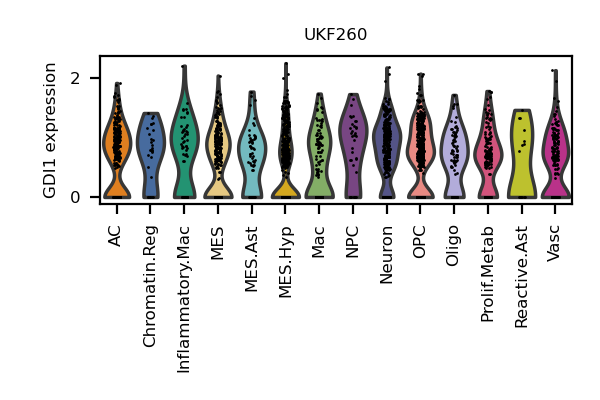 UKF260
GDI1 expression
2
0
AC
Chromatin.Reg
Inflammatory.Mac
MES
MES.Ast
MES.Hyp
Mac
NPC
Neuron
OPC
Oligo
Prolif.Metab
Reactive.Ast
Vasc